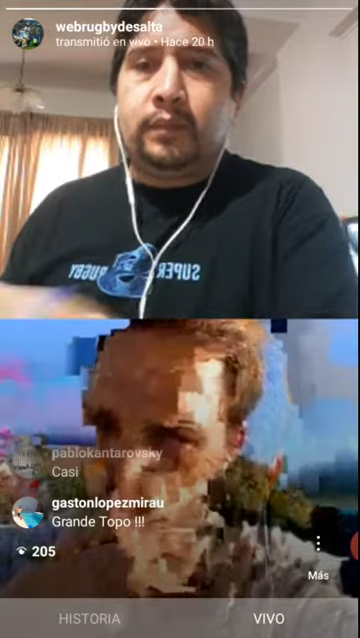 webrugbydesalta
transmitió en vivo • Hace 20 h
SUPER RUGBY
pablokantarovsky
Casi
gastonlopezmirau
Grande Topo !!!
205
Más
HISTORIA
VIVO